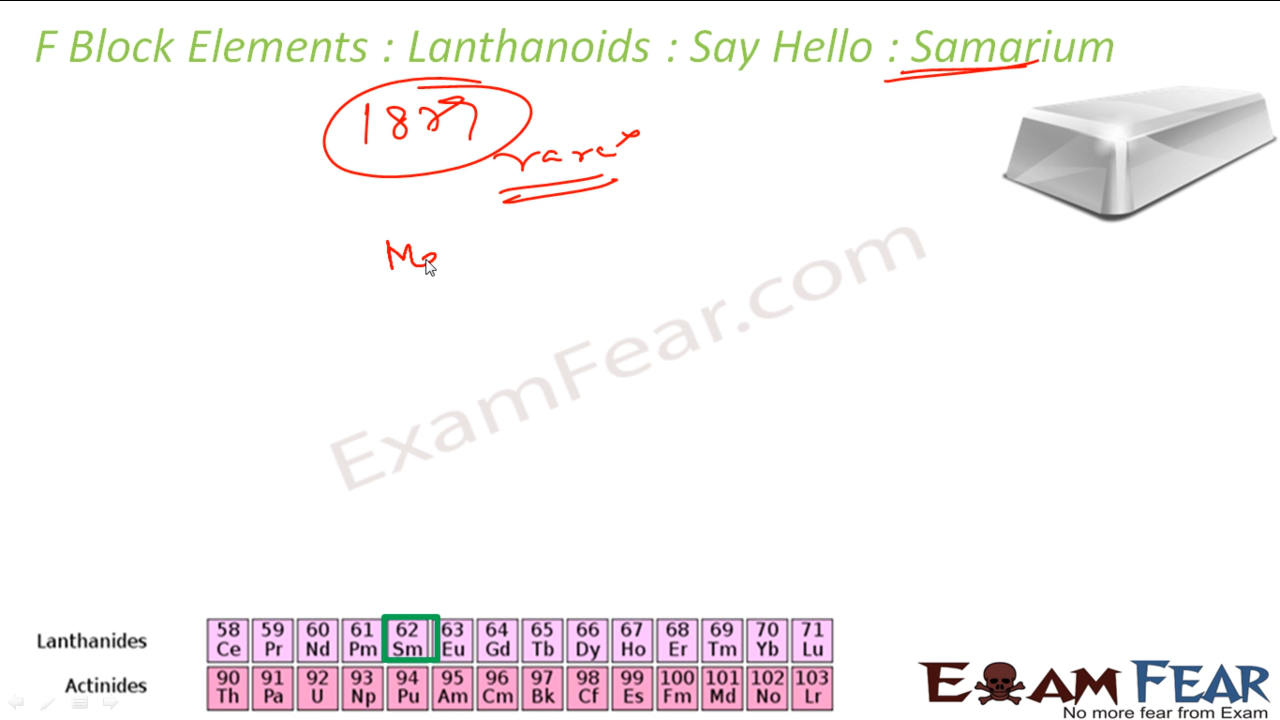 F Block Elements : Lanthanoids : Say Hello : Samarium
rare
ExamFear.com
Lanthanides 58 Ce 59 Pr 60 Nd 61 Pm 62 Sm 63 Eu 64 Gd 65 Tb 66 Dy 67 Ho 68 Er 69 Tm 70 Yb 71 Lu
Actinides 90 Th 91 Pa 92 U 93 Np 94 Pu 95 Am 96 Cm 97 Bk 98 Cf 99 Es 100 Fm 101 Md 102 No 103 Lr
EXAM FEAR
No more fear from Exam